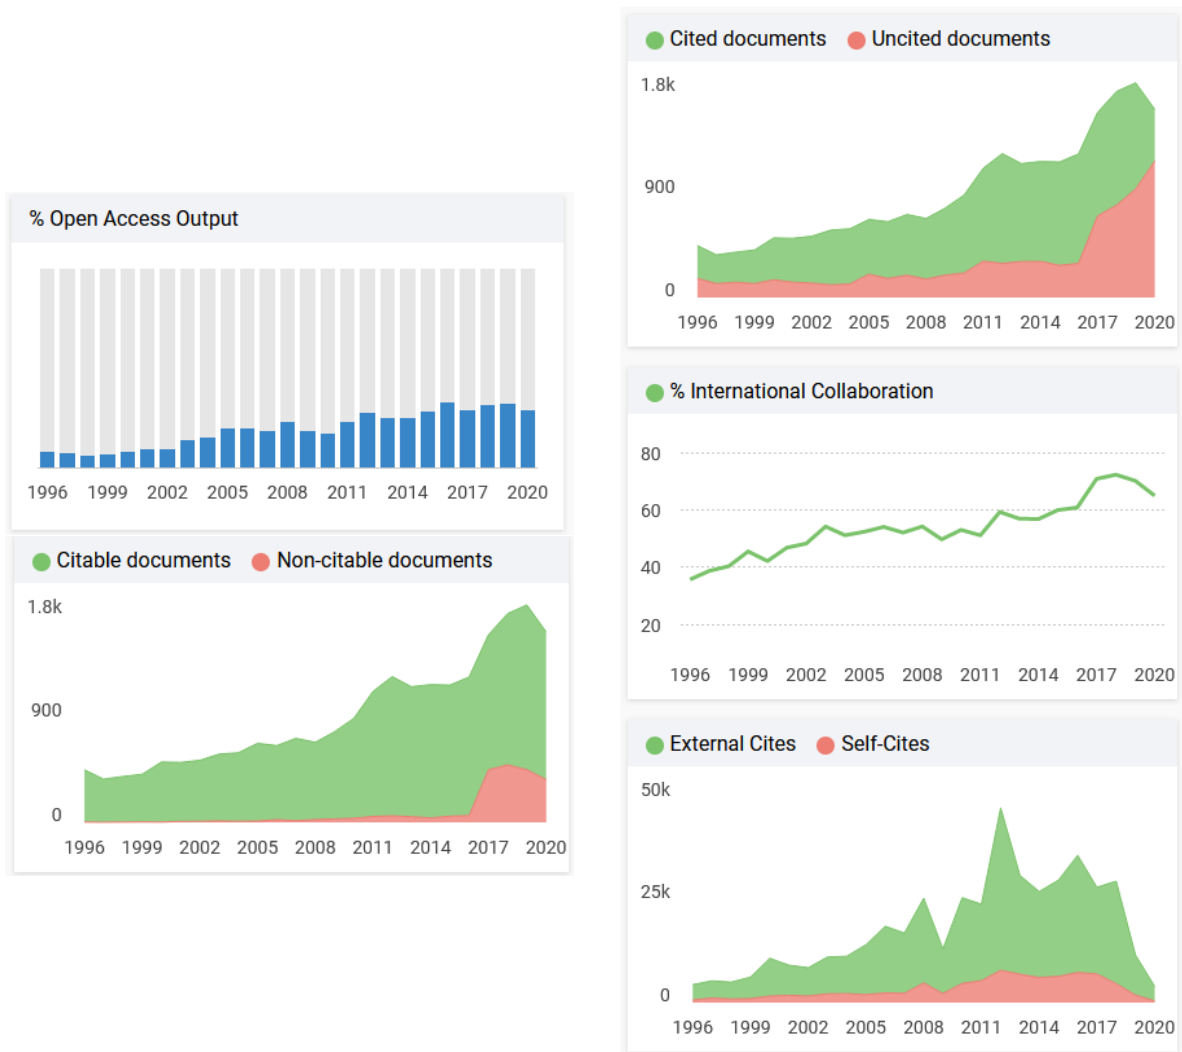 % Open Access Output
1996 1999 2002 2005 2008 2011 2014 2017 2020
Citable documents Non-citable documents
1.8k
900
0
1996 1999 2002 2005 2008 2011 2014 2017 2020
Cited documents Uncited documents
1.8k
900
0
1996 1999 2002 2005 2008 2011 2014 2017 2020
% International Collaboration
80
60
40
20
1996 1999 2002 2005 2008 2011 2014 2017 2020
External Cites Self-Cites
50k
25k
0
1996 1999 2002 2005 2008 2011 2014 2017 2020